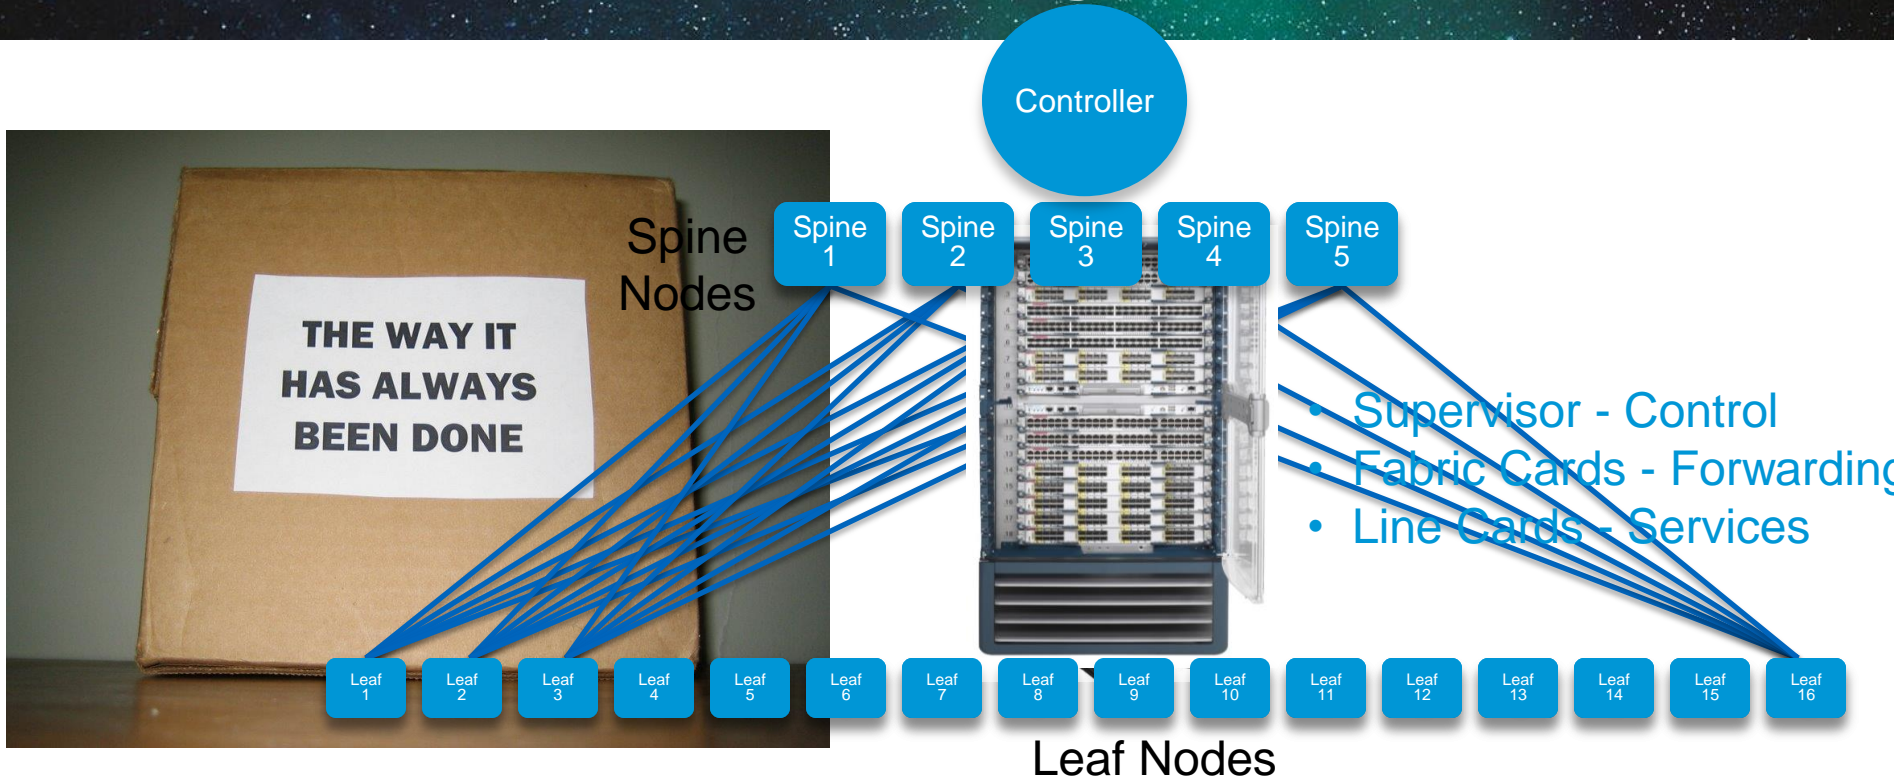 Controller
Spine
Nodes
Spine
1
Spine
2
Spine
3
Spine
4
Spine
5
THE WAY IT
HAS ALWAYS
BEEN DONE
• Supervisor - Control
• Fabric Cards - Forwarding
• Line Cards - Services
Leaf
1
Leaf
2
Leaf
3
Leaf
4
Leaf
5
Leaf
6
Leaf
7
Leaf
8
Leaf
9
Leaf
10
Leaf
11
Leaf
12
Leaf
13
Leaf
14
Leaf
15
Leaf
16
Leaf Nodes